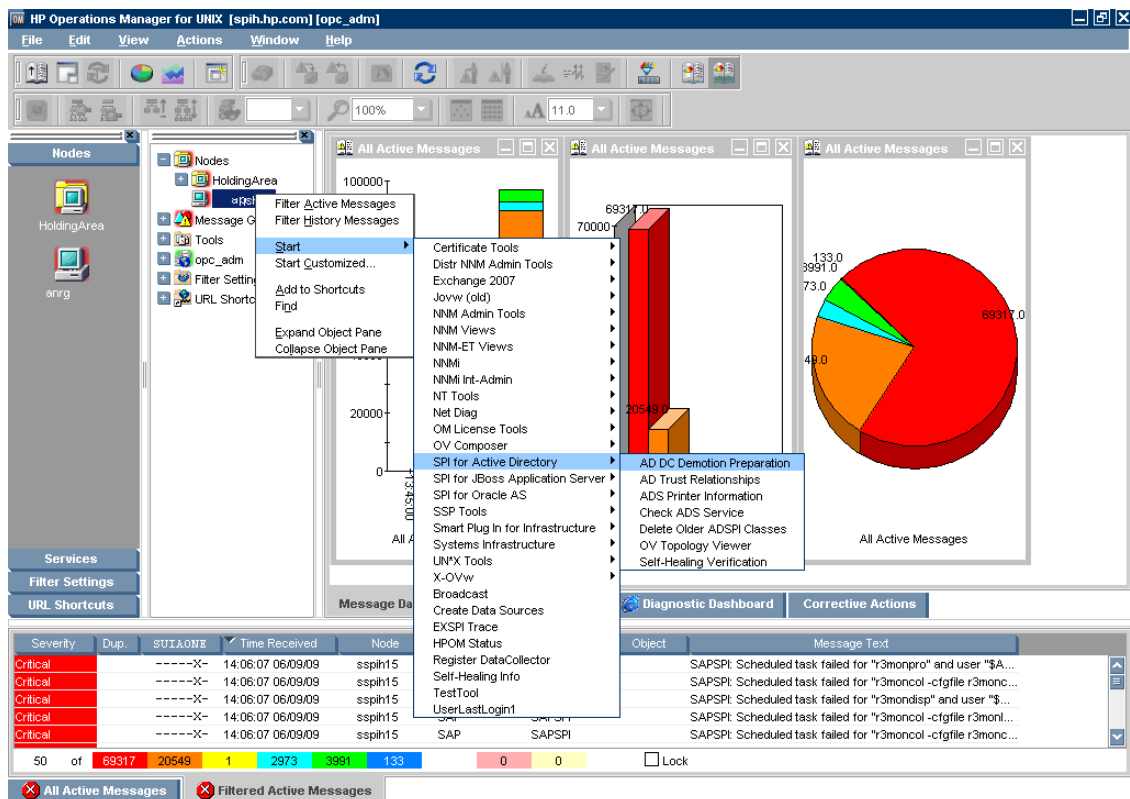 HP Operations Manager for UNIX [spih.hp.com] [opc_adm]
File Edit View Actions Window Help
100% 11.0
Nodes
HoldingArea
anrg
Services
Filter Settings
URL Shortcuts
Nodes
HoldingArea
Message G
Tools
opc_adm
Filter Setting
URL Shortc
Filter Active Messages
Filter History Messages
Start
Start Customized...
Add to Shortcuts
Find
Expand Object Pane
Collapse Object Pane
Certificate Tools
Distr NNM Admin Tools
Exchange 2007
Jovw (old)
NNM Admin Tools
NNM Views
NNM-ET Views
NNMi
NNMi Int-Admin
NT Tools
Net Diag
OM License Tools
OV Composer
SPI for Active Directory
SPI for JBoss Application Server
SPI for Oracle AS
SSP Tools
Smart Plug In for Infrastructure
Systems Infrastructure
UN*X Tools
X-OVw
Broadcast
Create Data Sources
EXSPI Trace
HPOM Status
Register DataCollector
Self-Healing Info
TestTool
UserLastLogin1
AD DC Demotion Preparation
AD Trust Relationships
ADS Printer Information
Check ADS Service
Delete Older ADSPI Classes
OV Topology Viewer
Self-Healing Verification
All Active Messages
100000
20000
0
13:45:00
All A
All Active Messages
69317.0
70000
20549.0
All Active Messages
133.0
3991.0
73.0
49.0
69317.0
All Active Messages
Message Da
Diagnostic Dashboard
Corrective Actions
Severity Dup. SUIAONE Time Received Node Object Message Text
Critical -----X- 14:06:07 06/09/09 sspih15 SAPSPI: Scheduled task failed for "r3monpro" and user "$A...
Critical -----X- 14:06:07 06/09/09 sspih15 SAPSPI: Scheduled task failed for "r3moncol -cfgfile r3monc...
Critical -----X- 14:06:07 06/09/09 sspih15 SAPSPI: Scheduled task failed for "r3mondisp" and user "$...
Critical -----X- 14:06:07 06/09/09 sspih15 SAPSPI: Scheduled task failed for "r3moncol -cfgfile r3monl...
Critical -----X- 14:06:07 06/09/09 sspih15 SAP SAPSPI SAPSPI: Scheduled task failed for "r3moncol -cfgfile r3monc...
50 of 69317 20549 1 2973 3991 133 0 0 Lock
All Active Messages
Filtered Active Messages